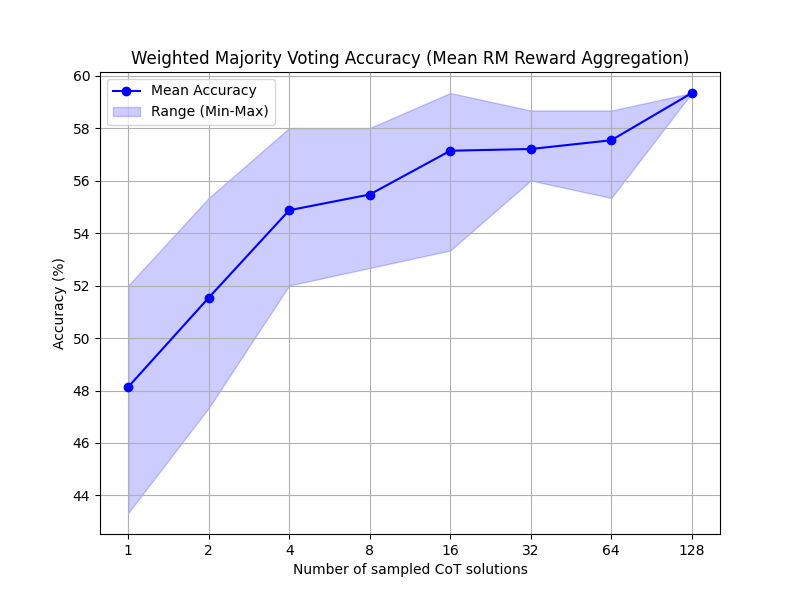 Weighted Majority Voting Accuracy (Mean RM Reward Aggregation)
Mean Accuracy
Range (Min-Max)
60
58
56
54
52
50
48
46
44
Accuracy (%)
1 2 4 8 16 32 64 128
Number of sampled CoT solutions